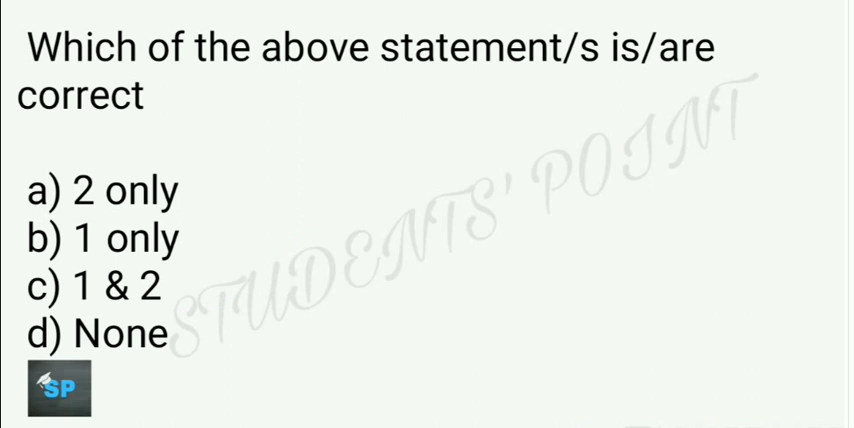 Which of the above statement/s is/are
correct
a) 2 only
b) 1 only
c) 1 & 2
d) None
STUDENTS' POINT
SP